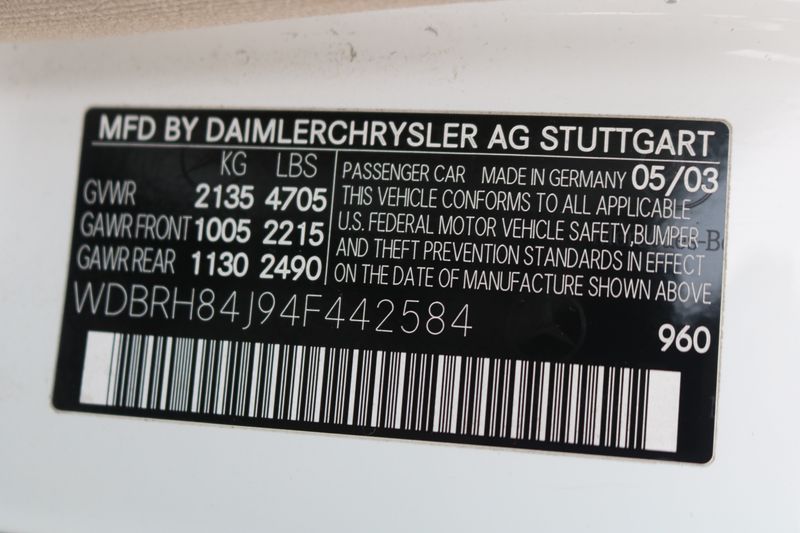 MFD BY DAIMLERCHRYSLER AG STUTTGART
KG LBS
GVWR 2135 4705
GAWR FRONT 1005 2215
GAWR REAR 1130 2490
PASSENGER CAR MADE IN GERMANY 05/03
THIS VEHICLE CONFORMS TO ALL APPLICABLE
U.S. FEDERAL MOTOR VEHICLE SAFETY, BUMPER
AND THEFT PREVENTION STANDARDS IN EFFECT
ON THE DATE OF MANUFACTURE SHOWN ABOVE
WDBRH84J94F442584
960